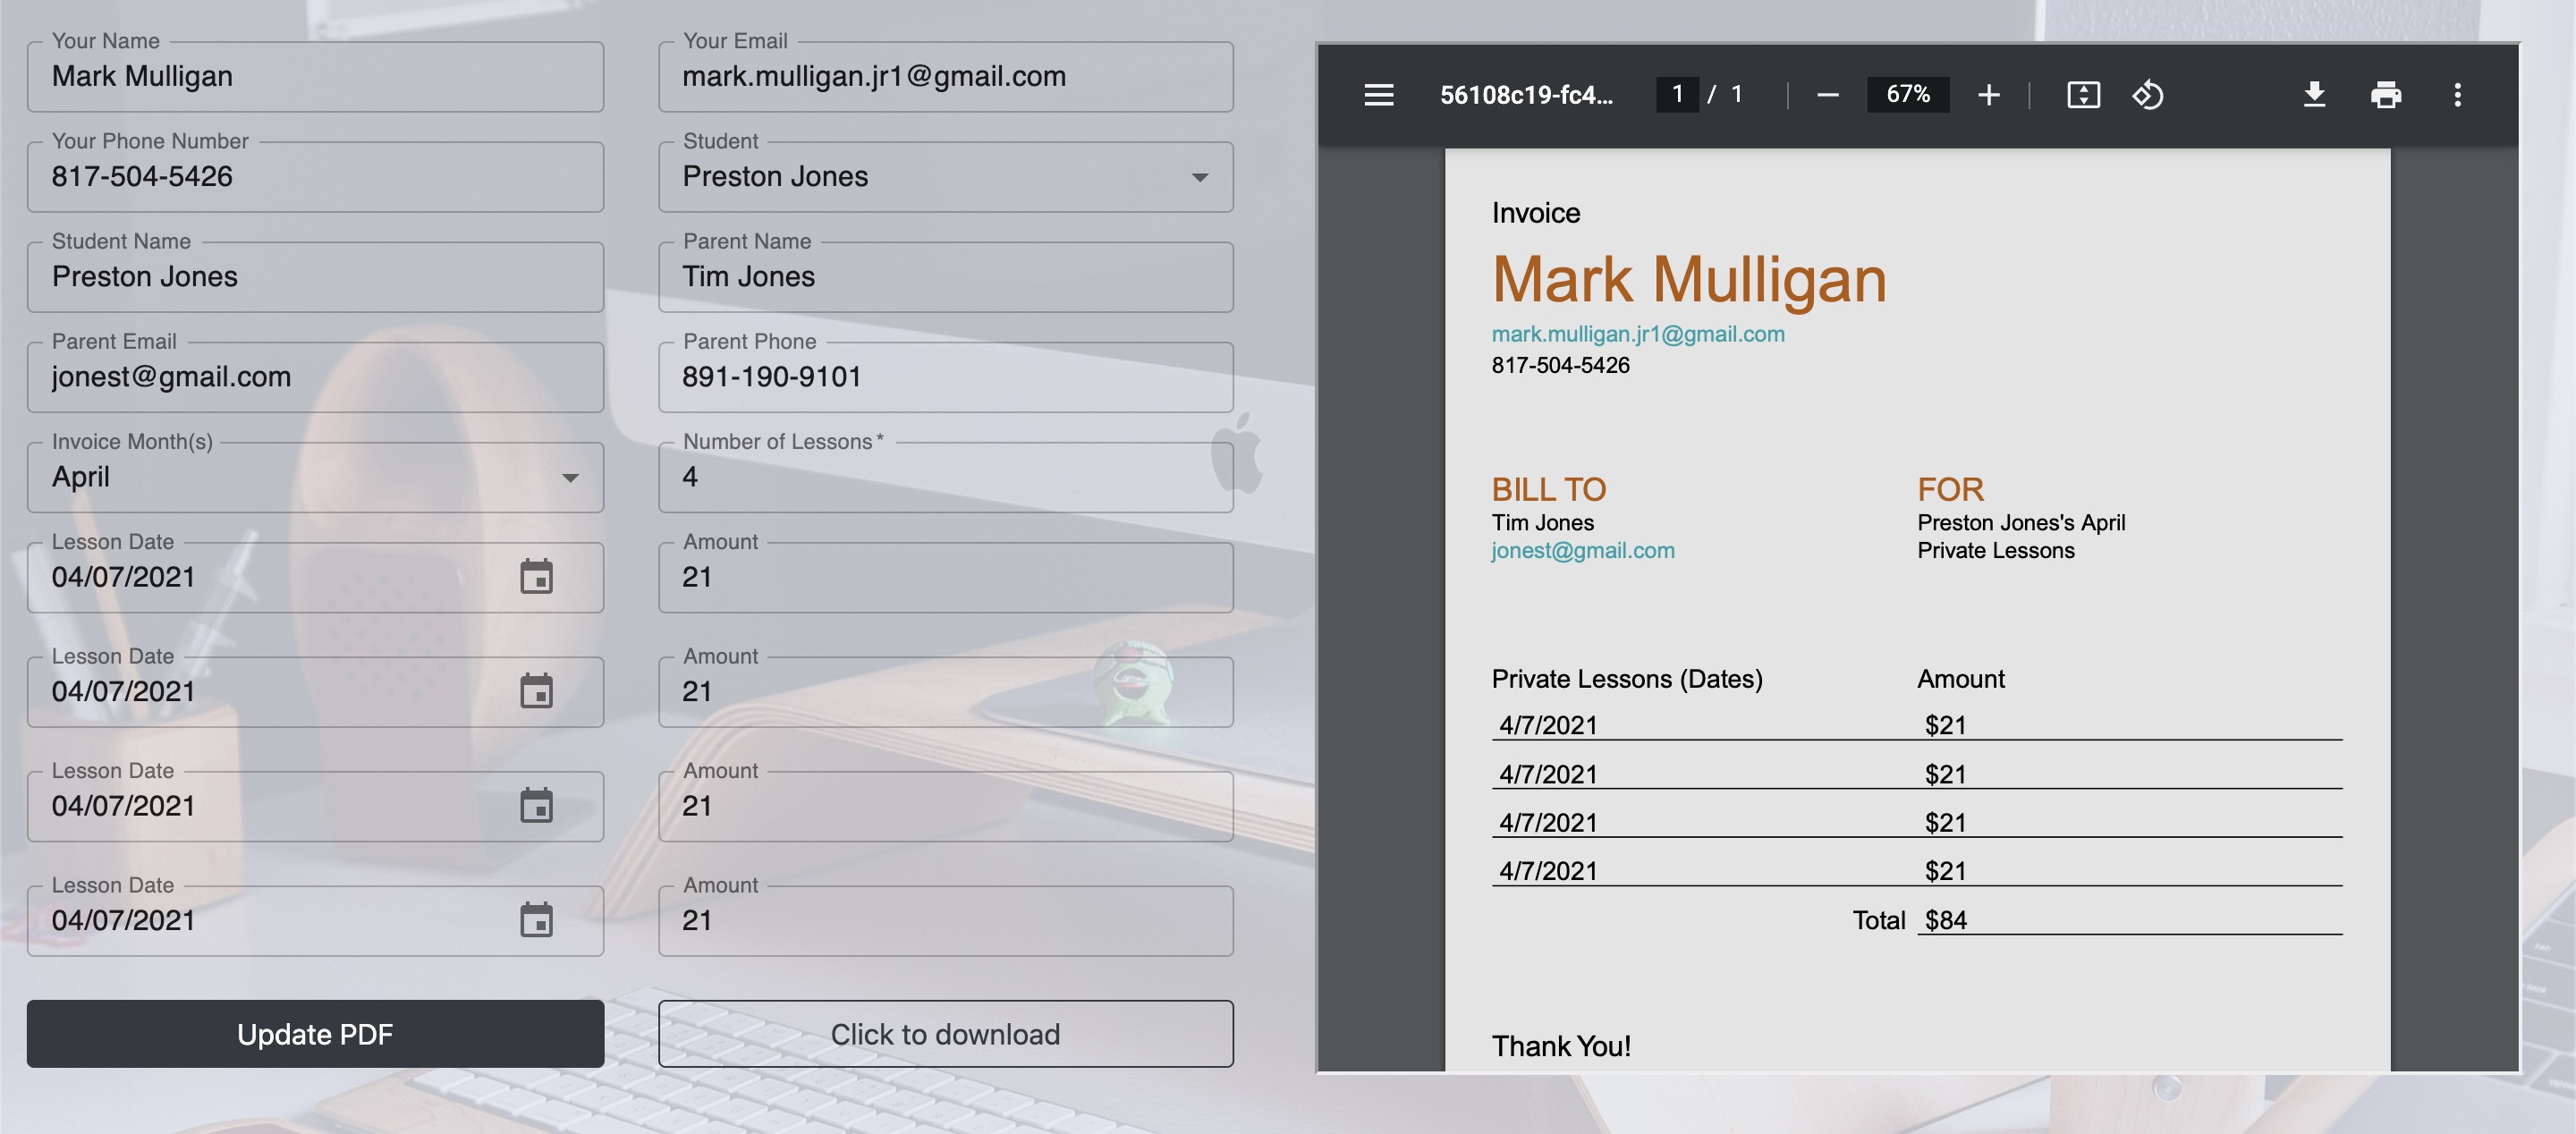 Your Name
Mark Mulligan
Your Email
mark.mulligan.jr1@gmail.com
Your Phone Number
817-504-5426
Student
Preston Jones
Student Name
Preston Jones
Parent Name
Tim Jones
Parent Email
jonest@gmail.com
Parent Phone
891-190-9101
Invoice Month(s)
April
Number of Lessons *
4
Lesson Date
04/07/2021
Amount
21
Lesson Date
04/07/2021
Amount
21
Lesson Date
04/07/2021
Amount
21
Lesson Date
04/07/2021
Amount
21
Update PDF
Click to download
56108c19-fc4...
1 / 1
67%
Invoice
Mark Mulligan
mark.mulligan.jr1@gmail.com
817-504-5426
BILL TO
Tim Jones
jonest@gmail.com
FOR
Preston Jones's April
Private Lessons
Private Lessons (Dates) Amount
4/7/2021 $21
4/7/2021 $21
4/7/2021 $21
4/7/2021 $21
Total $84
Thank You!